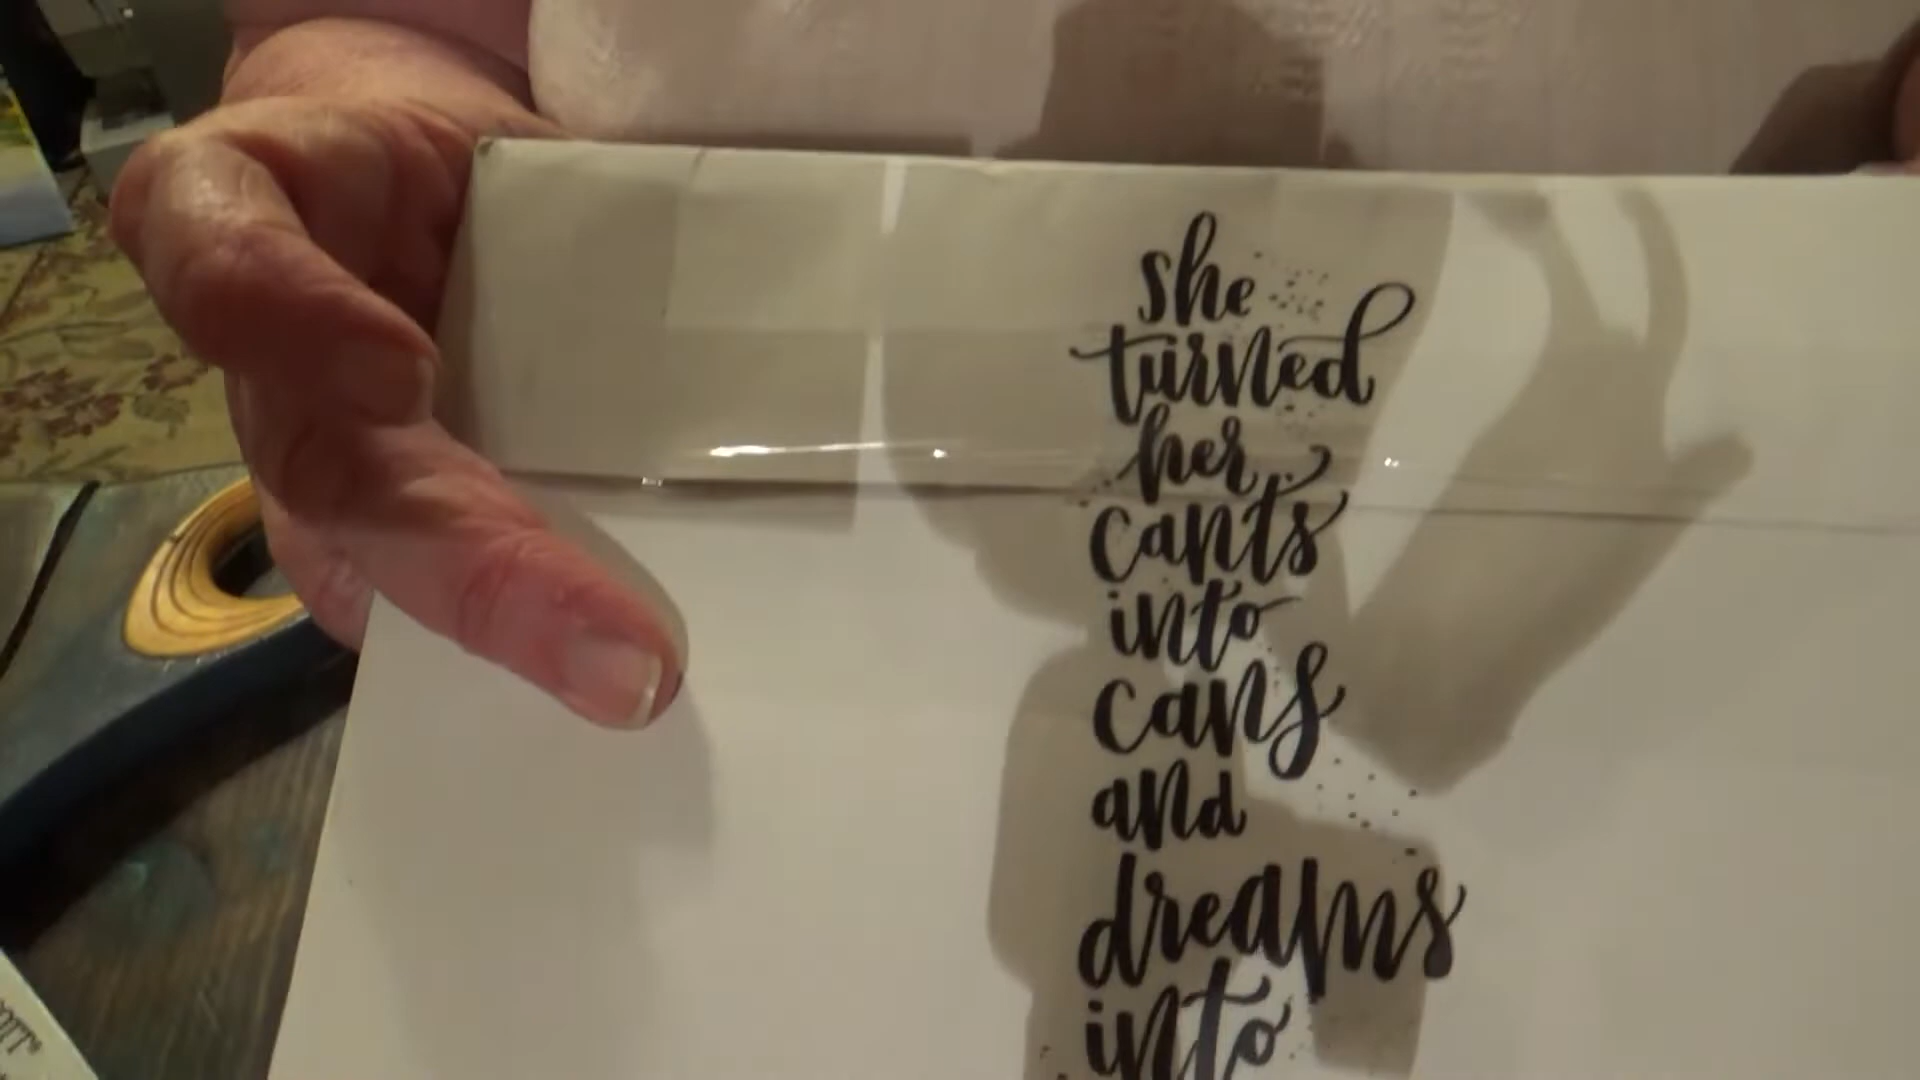 she
turned
her
cants
into
cans
and
dreams
into